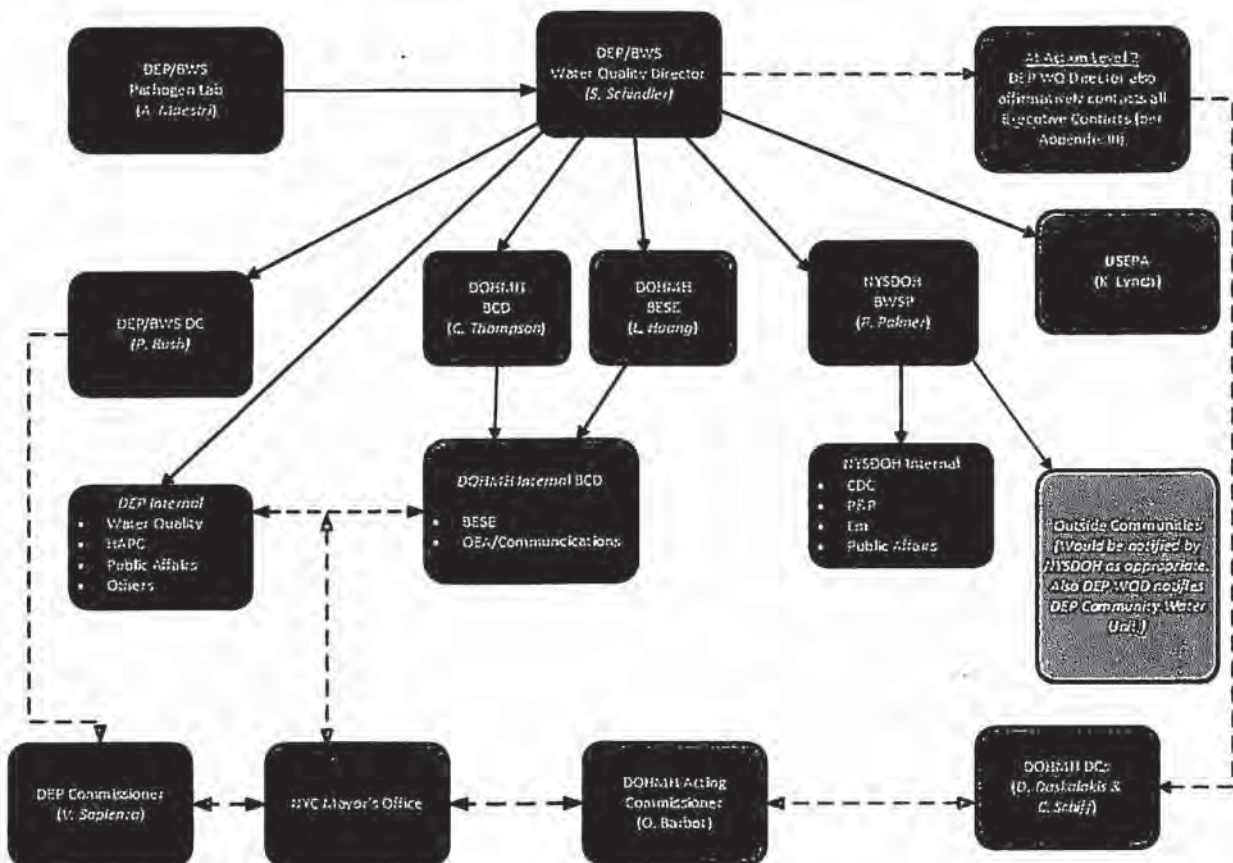 DEP/BWS
Pathogen Lab
(A. Maestri)
DEP/BWS
Water Quality Director
(S. Schindler)
At Action Level
DEP WQ Director also
affirmatively contacts all
Executive Contacts (per
Appendix
DEP/BWS DC
(P. Rush)
DOHMH
BCD
(C. Thompson)
DOHMH
BESE
(L. Huang)
NYSDOH
BWSP
(P. Palmer)
USEPA
(K. Lynch)
DEP Internal
• Water Quality
• HAPC
• Public Affairs
• Others
DOHMH Internal BCD
• BESE
• OEA/Communcications
NYSDOH Internal
• CDC
•
•
• Public Affairs
Outside Communities
(Would be notified by
NYSDOH as appropriate.
Also DEP WQD notifies
DEP Community Water
Unit.)
DEP Commissioner
(V. Sapienza)
NYC Mayor's Office
DOHMH Acting
Commissioner
(O. Barbot)
DOHMH DCs
(D. Daskalakis &
C. Schiff)